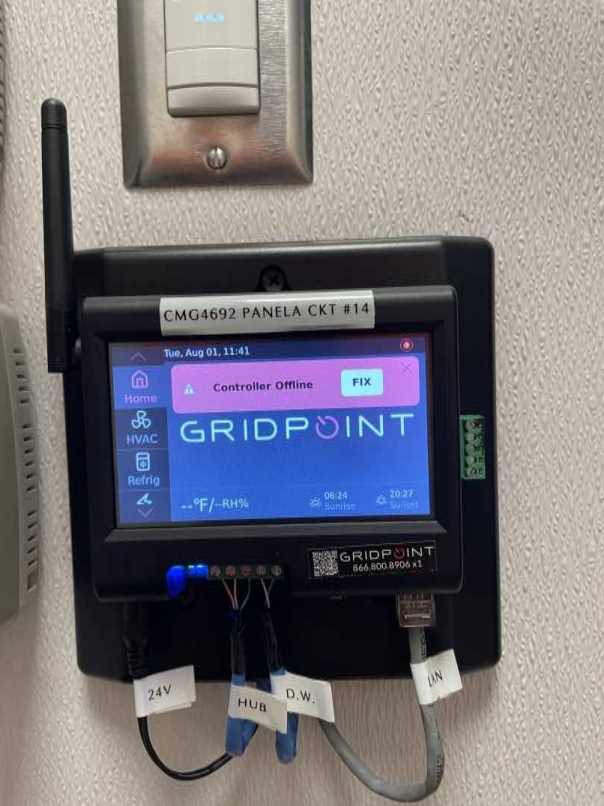 CMG4692 PANELA CKT #14
Tue, Aug 01, 11:41
Home
HVAC
Refrig
Controller Offline
FIX
GRIDPOINT
--°F/--RH%
06:24
Sunrise
20:27
Sunset
GRIDPOINT
866.800.8906 x1
24V
HUB
D.W.
LAN